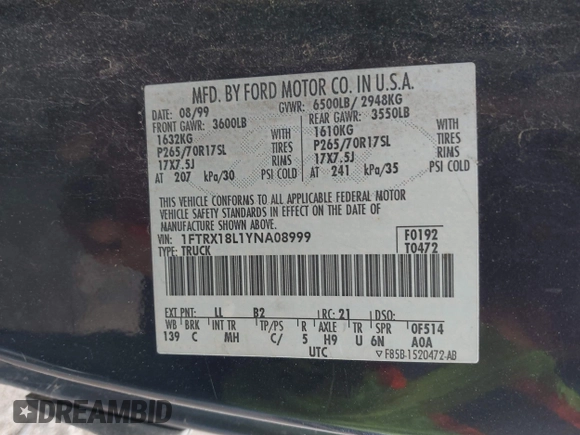 MFD. BY FORD MOTOR CO. IN U.S.A.
DATE: 08/99 GVWR: 6500LB/ 2948KG
FRONT GAWR: 3600LB REAR GAWR: 3550LB
1632KG WITH 1610KG WITH
P265/70R17SL TIRES P265/70R17SL TIRES
17X7.5J RIMS 17X7.5J RIMS
AT 207 kPa/30 PSI COLD AT 241 kPa/35 PSI COLD
THIS VEHICLE CONFORMS TO ALL APPLICABLE FEDERAL MOTOR
VEHICLE SAFETY STANDARDS IN EFFECT ON THE DATE OF MANUFACTURE
SHOWN ABOVE.
VIN: 1FTRX18L1YNA08999 F0192
TYPE: TRUCK T0472
EXT PNT: LL B2 RC: 21 DSO:
WB BRK INT TR TP/PS R AXLE TR SPR 0F514
139 C MH C/ 5 H9 U 6N A0A
UTC F85B-1520472-AB
DREAMBID